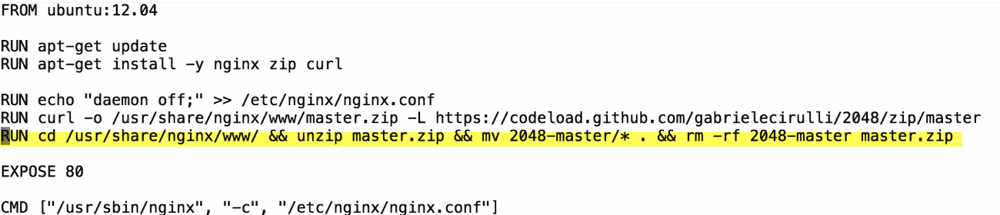 FROM ubuntu:12.04
RUN apt-get update
RUN apt-get install -y nginx zip curl
RUN echo "daemon off;" >> /etc/nginx/nginx.conf
RUN curl -o /usr/share/nginx/www/master.zip -L https://codeload.github.com/gabrielecirulli/2048/zip/master
RUN cd /usr/share/nginx/www/ && unzip master.zip && mv 2048-master/* . && rm -rf 2048-master master.zip
EXPOSE 80
CMD ["/usr/sbin/nginx", "-c", "/etc/nginx/nginx.conf"]